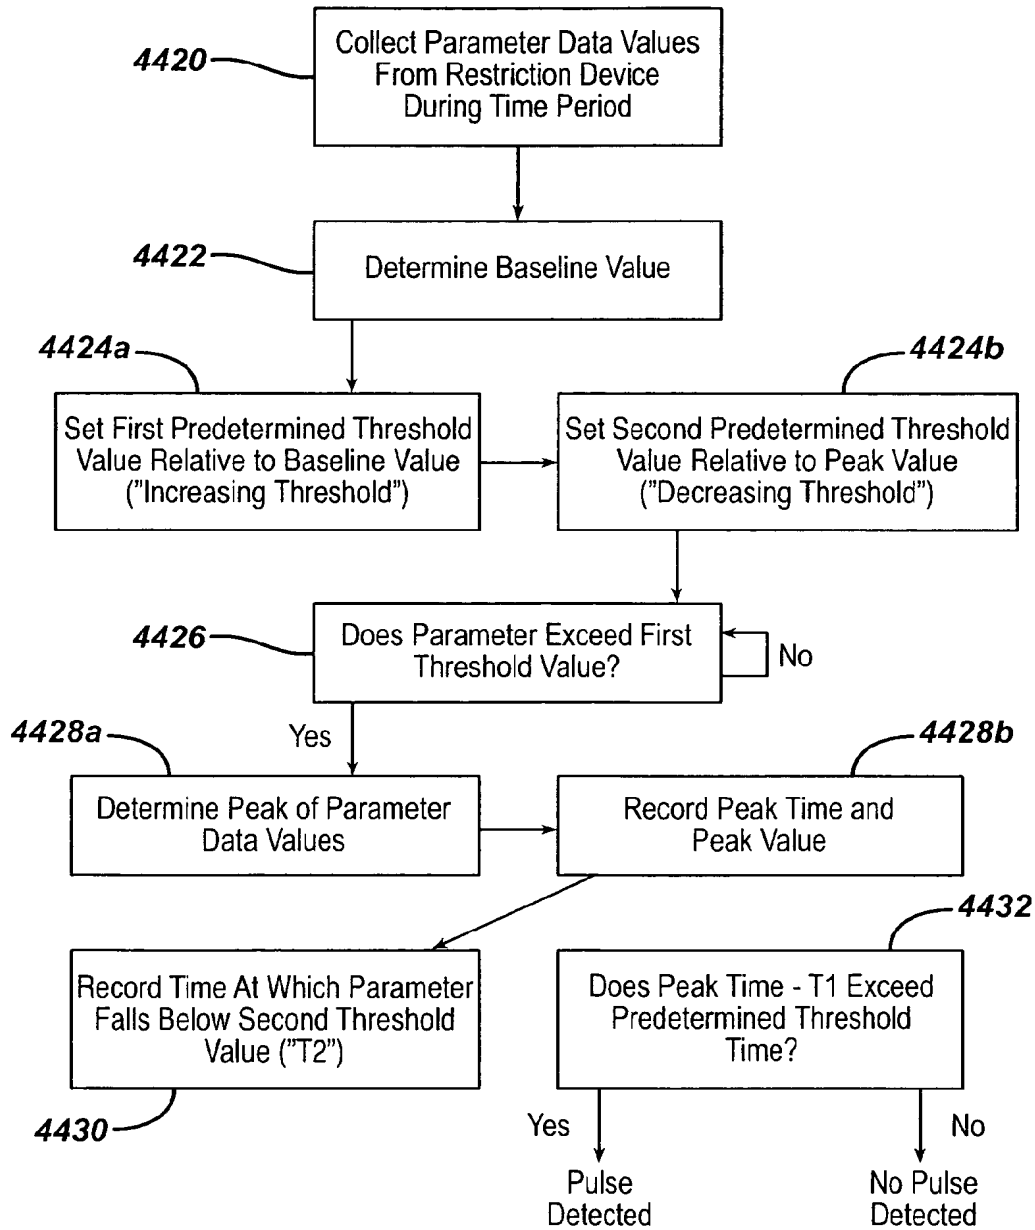 4420
Collect Parameter Data Values
From Restriction Device
During Time Period
4422
Determine Baseline Value
4424a
4424b
Set First Predetermined Threshold
Value Relative to Baseline Value
("Increasing Threshold")
Set Second Predetermined Threshold
Value Relative to Peak Value
("Decreasing Threshold")
4426
Does Parameter Exceed First
Threshold Value?
No
Yes
4428a
4428b
Determine Peak of Parameter
Data Values
Record Peak Time and
Peak Value
4432
Record Time At Which Parameter
Falls Below Second Threshold
Value ("T2")
Does Peak Time - T1 Exceed
Predetermined Threshold
Time?
4430
Yes
No
Pulse
Detected
No Pulse
Detected